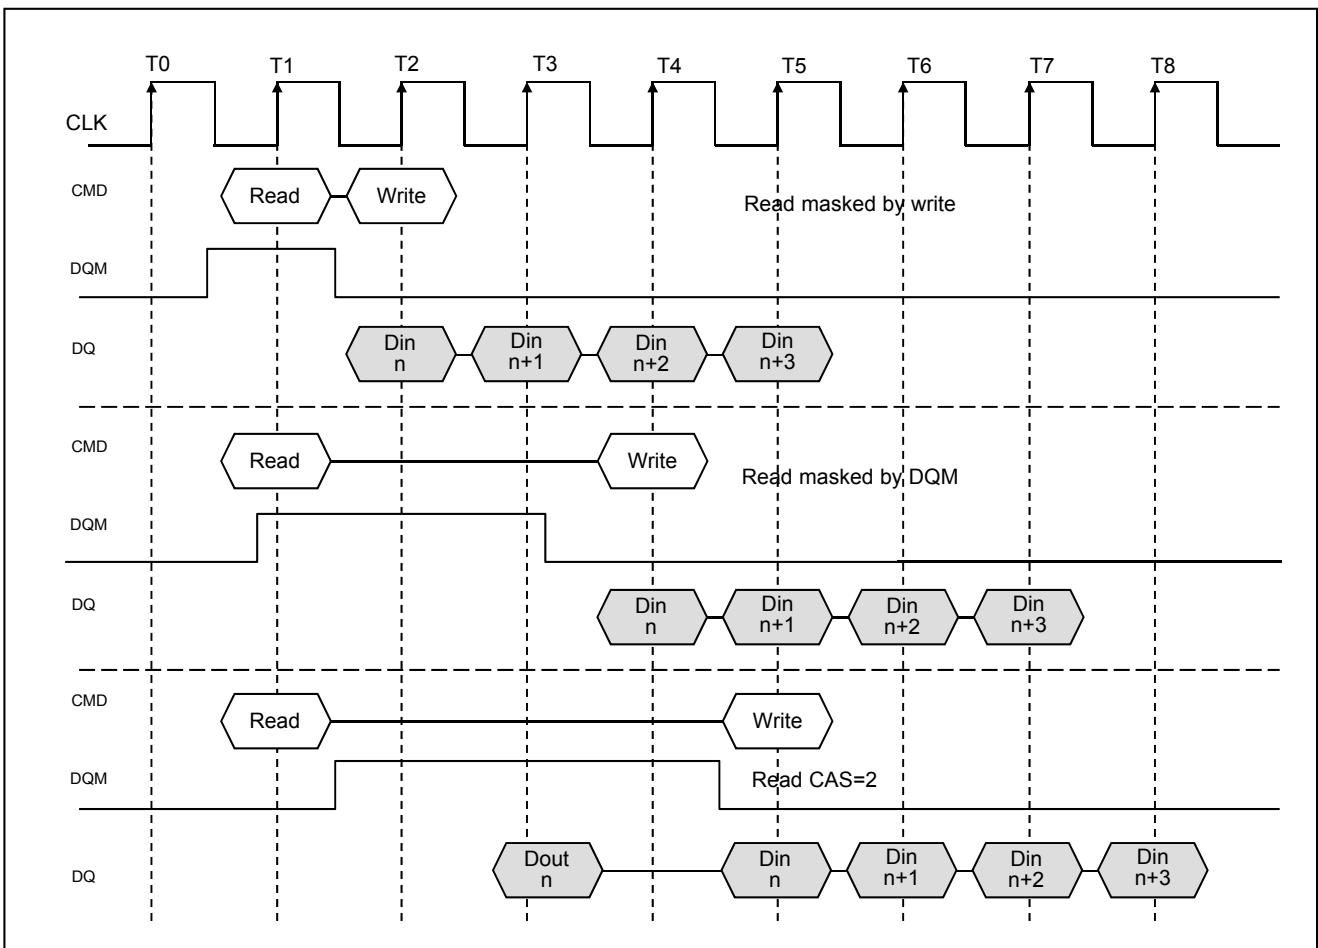 T0 T1 T2 T3 T4 T5 T6 T7 T8
CLK
CMD Read Write Read masked by write
DQM
DQ
Din n
Din n+1
Din n+2
Din n+3
CMD Read Write
Read masked by DQM
DQM
DQ
Din n
Din n+1
Din n+2
Din n+3
CMD Read Write
DQM Read CAS=2
DQ
Dout n
Din n
Din n+1
Din n+2
Din n+3